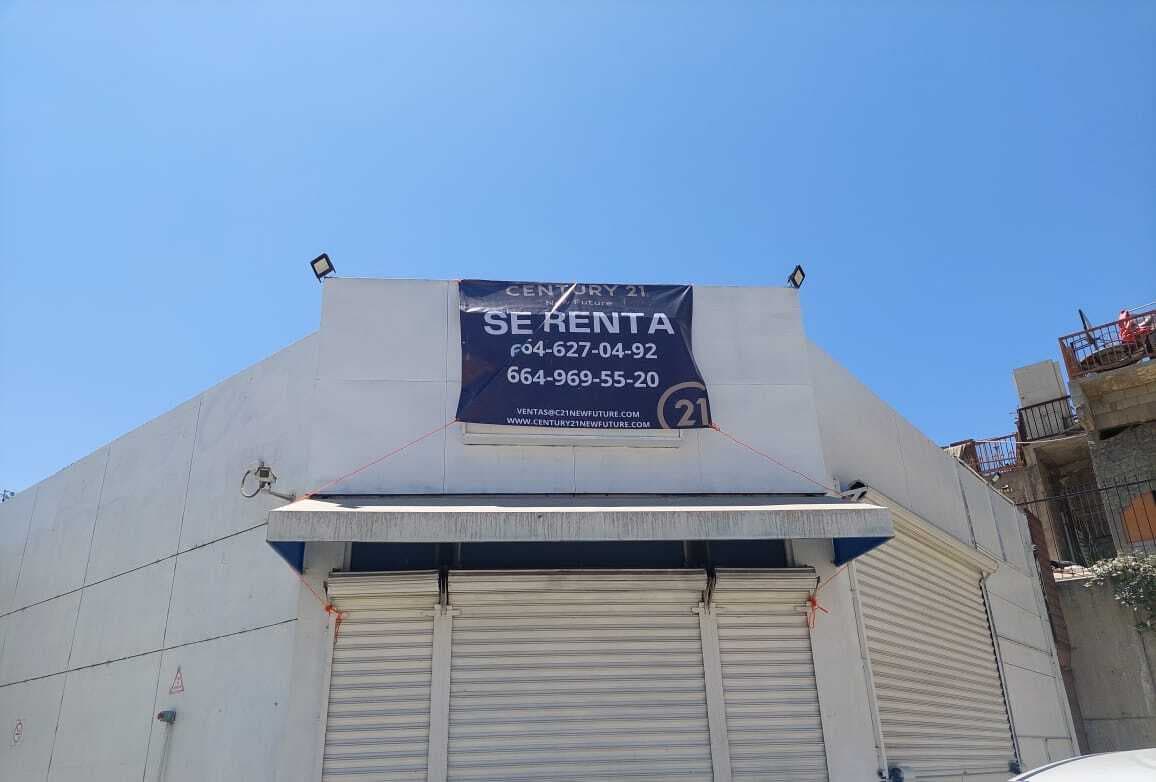 CENTURY 21
New Future
SE RENTA
664-627-04-92
664-969-55-20
VENTAS@C21NEWFUTURE.COM
WWW.CENTURY21NEWFUTURE.COM
21